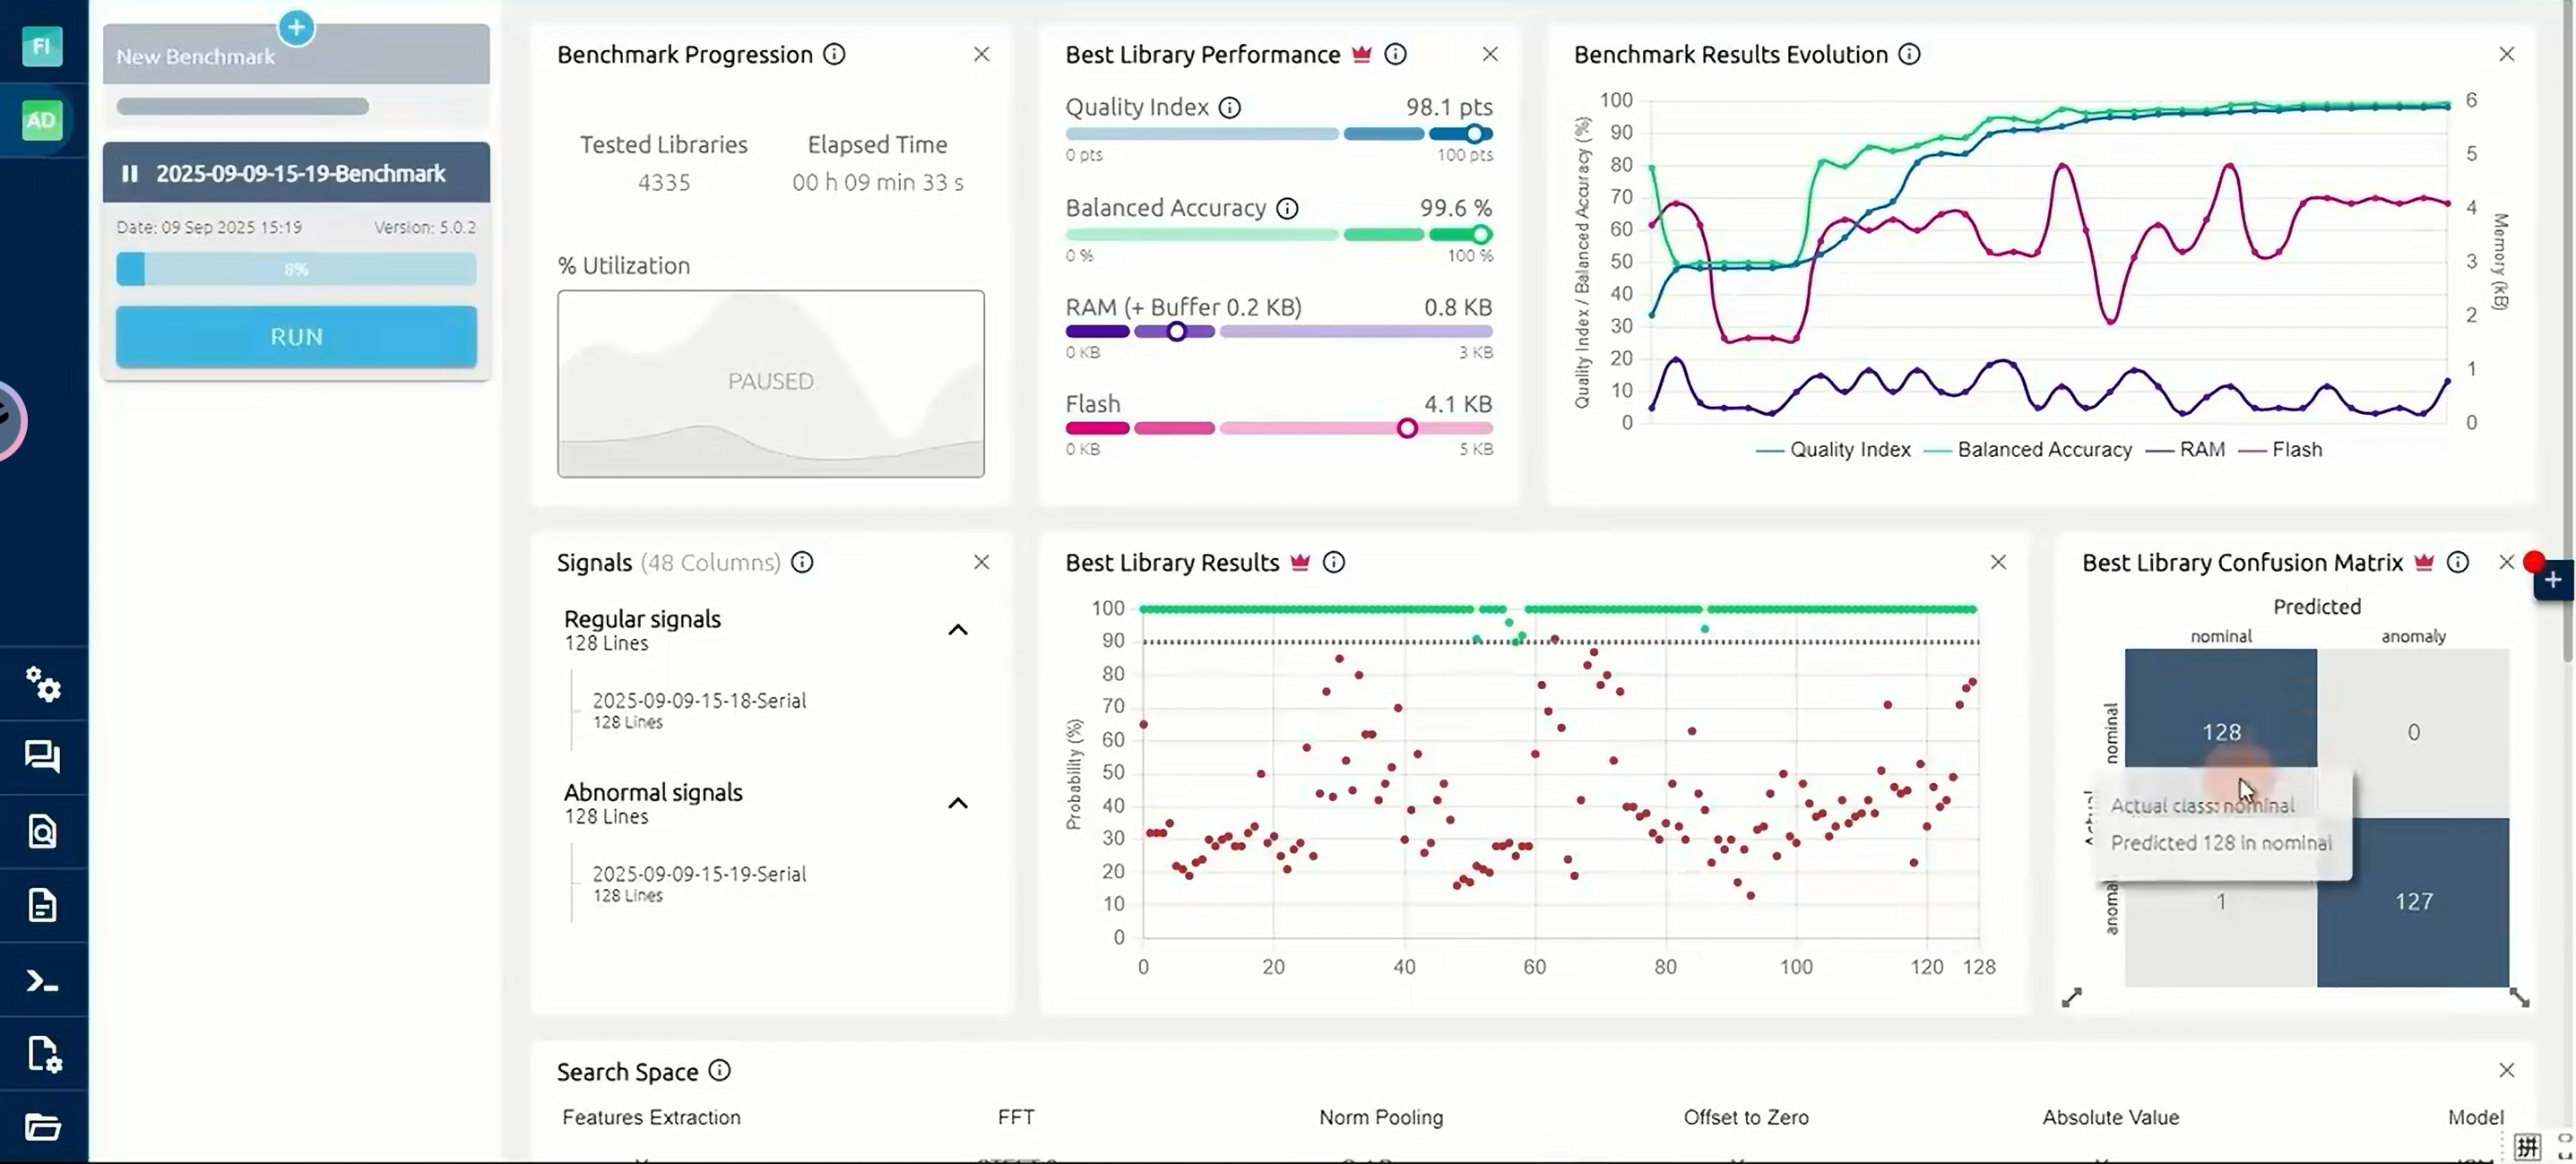 FI
AD
New Benchmark
2025-09-09-15-19-Benchmark
Date: 09 Sep 2025 15:19 Version: 5.0.2
8%
RUN
Benchmark Progression
Tested Libraries Elapsed Time
4335 00 h 09 min 33 s
% Utilization
PAUSED
Best Library Performance
Quality Index 98.1 pts
0 pts 100 pts
Balanced Accuracy 99.6 %
0 % 100 %
RAM (+ Buffer 0.2 KB) 0.8 KB
0 KB 3 KB
Flash 4.1 KB
0 KB 5 KB
Benchmark Results Evolution
Quality Index / Balanced Accuracy (%)
100
90
80
70
60
50
40
30
20
10
0
6
5
4
3
2
1
0
Memory (kB)
Quality Index Balanced Accuracy RAM Flash
Signals (48 Columns)
Regular signals
128 Lines
2025-09-09-15-18-Serial
128 Lines
Abnormal signals
128 Lines
2025-09-09-15-19-Serial
128 Lines
Best Library Results
Probability (%)
100
90
80
70
60
50
40
30
20
10
0
0 20 40 60 80 100 120 128
Best Library Confusion Matrix
Predicted
nominal anomaly
nominal
128 0
Actual class: nominal
Predicted 128 in nominal
1 127
Search Space
Features Extraction FFT Norm Pooling Offset to Zero Absolute Value Model
拼